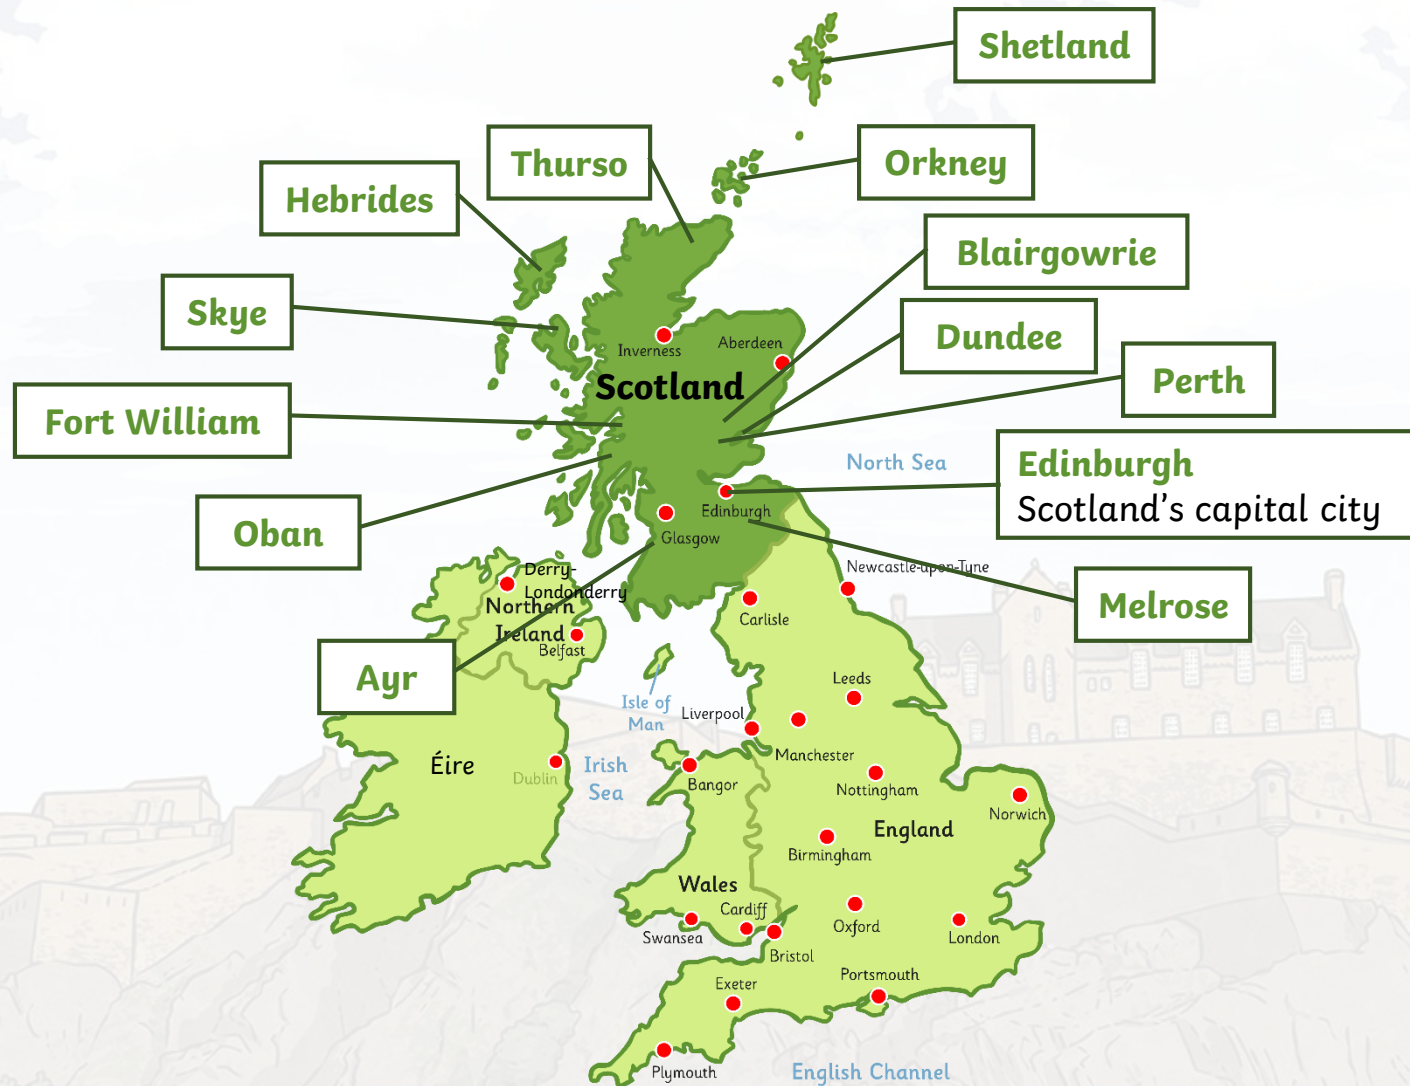 Shetland
Thurso
Orkney
Hebrides
Blairgowrie
Skye
Dundee
Inverness
Aberdeen
Scotland
Perth
Fort William
North Sea
Edinburgh
Scotland's capital city
Oban
Edinburgh
Glasgow
Derry-
Londonderry
Northern
Ireland
Belfast
Newcastle-upon-Tyne
Carlisle
Melrose
Ayr
Isle of
Man
Leeds
Liverpool
Manchester
Éire
Dublin
Irish
Sea
Bangor
Nottingham
Norwich
England
Birmingham
Wales
Cardiff
Swansea
Bristol
Oxford
London
Portsmouth
Exeter
Plymouth
English Channel